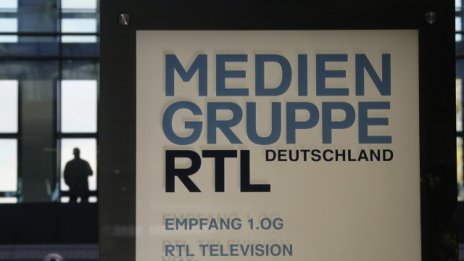 MEDIEN
GRUPPE
RTL DEUTSCHLAND
EMPFANG 1.OG
RTL TELEVISION